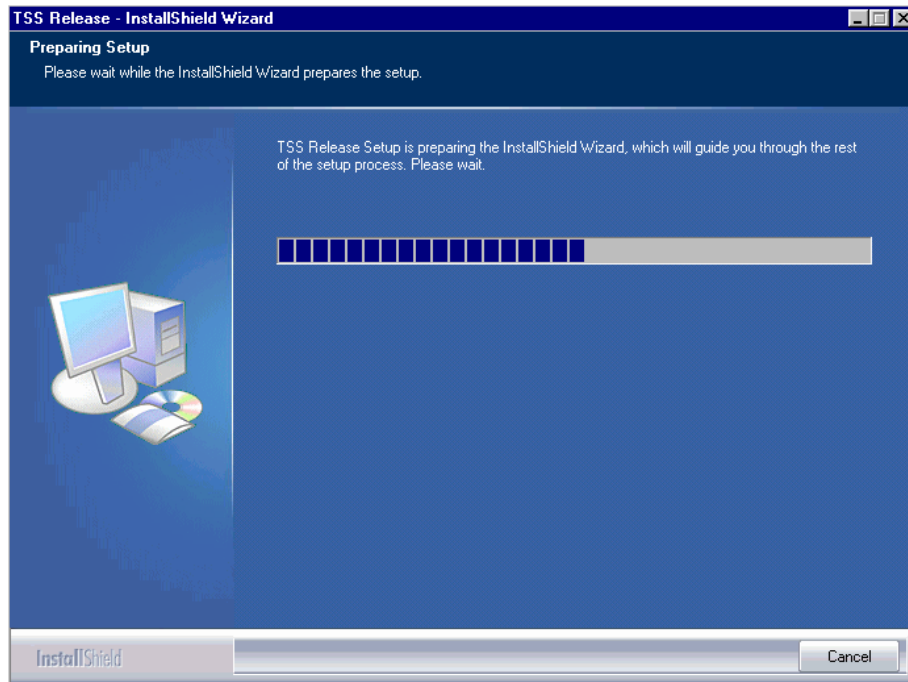 TSS Release - InstallShield Wizard
Preparing Setup
Please wait while the InstallShield Wizard prepares the setup.
TSS Release Setup is preparing the InstallShield Wizard, which will guide you through the rest
of the setup process. Please wait.
InstallShield
Cancel